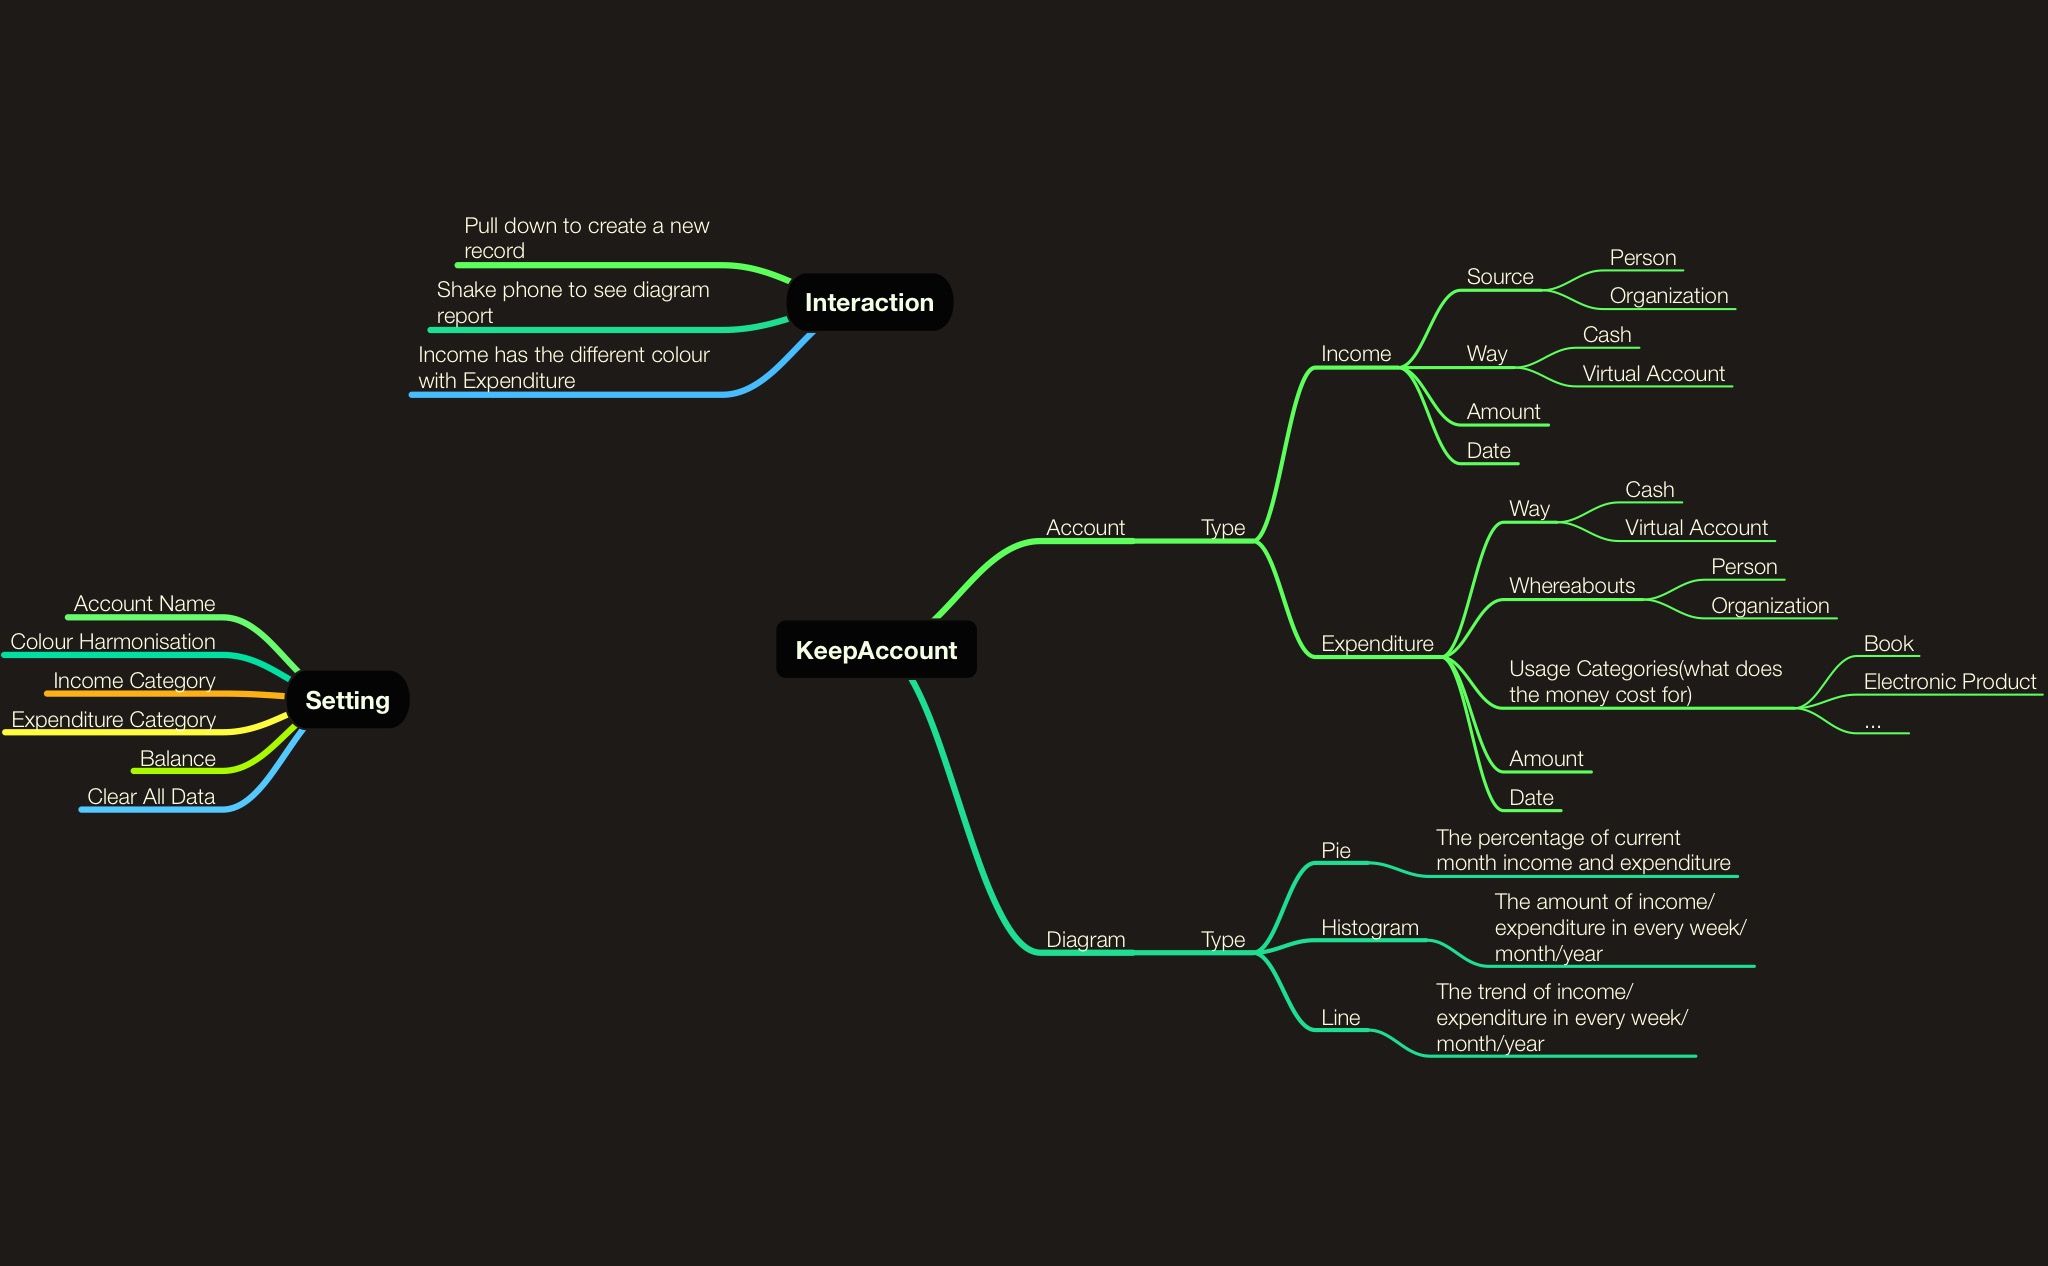 Pull down to create a new
record
Shake phone to see diagram
report
Income has the different colour
with Expenditure
Interaction
Account Name
Colour Harmonisation
Income Category
Expenditure Category
Balance
Clear All Data
Setting
KeepAccount
Account
Type
Income
Source
Person
Organization
Way
Cash
Virtual Account
Amount
Date
Expenditure
Way
Cash
Virtual Account
Whereabouts
Person
Organization
Usage Categories(what does
the money cost for)
Book
Electronic Product
...
Amount
Date
Diagram
Type
Pie
The percentage of current
month income and expenditure
Histogram
The amount of income/
expenditure in every week/
month/year
Line
The trend of income/
expenditure in every week/
month/year